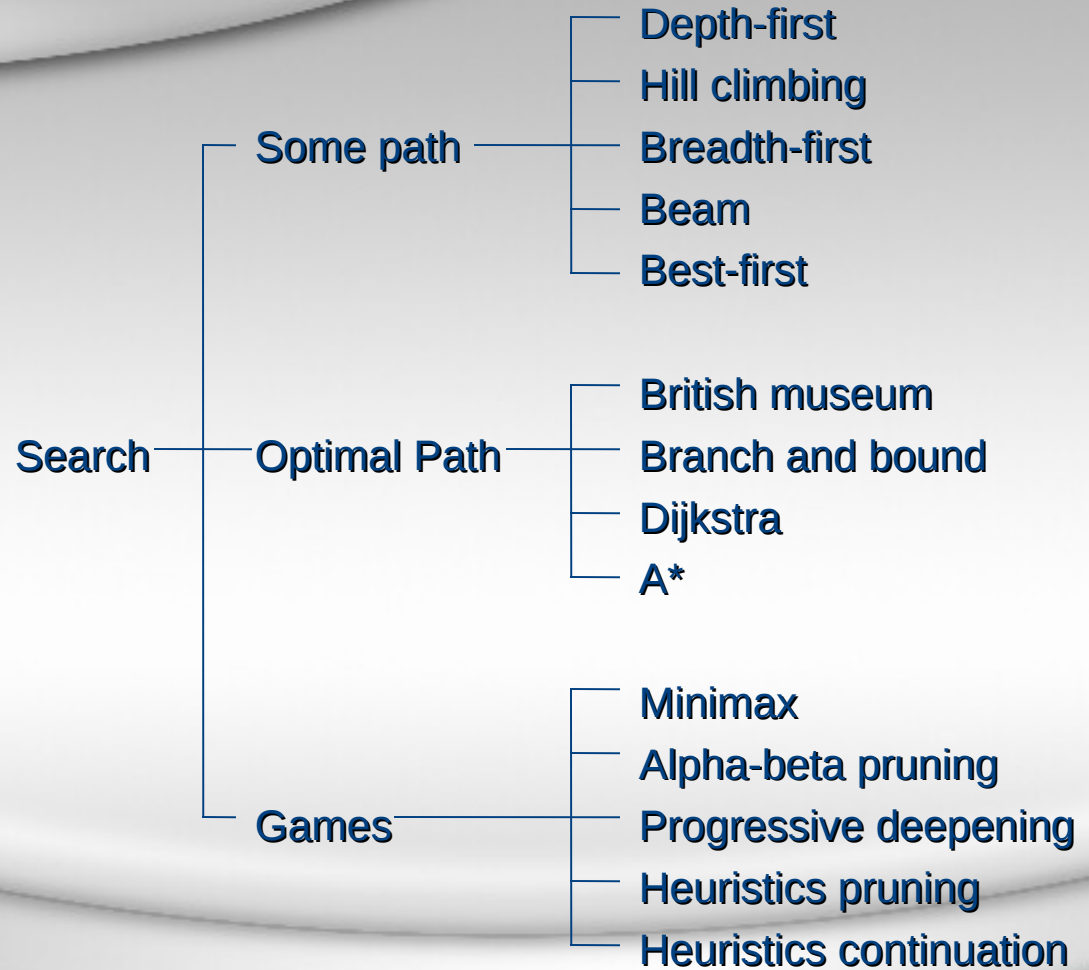 Depth-first
Hill climbing
Some path
Breadth-first
Beam
Best-first
British museum
Search
Optimal Path
Branch and bound
Dijkstra
A*
Minimax
Alpha-beta pruning
Games
Progressive deepening
Heuristics pruning
Heuristics continuation